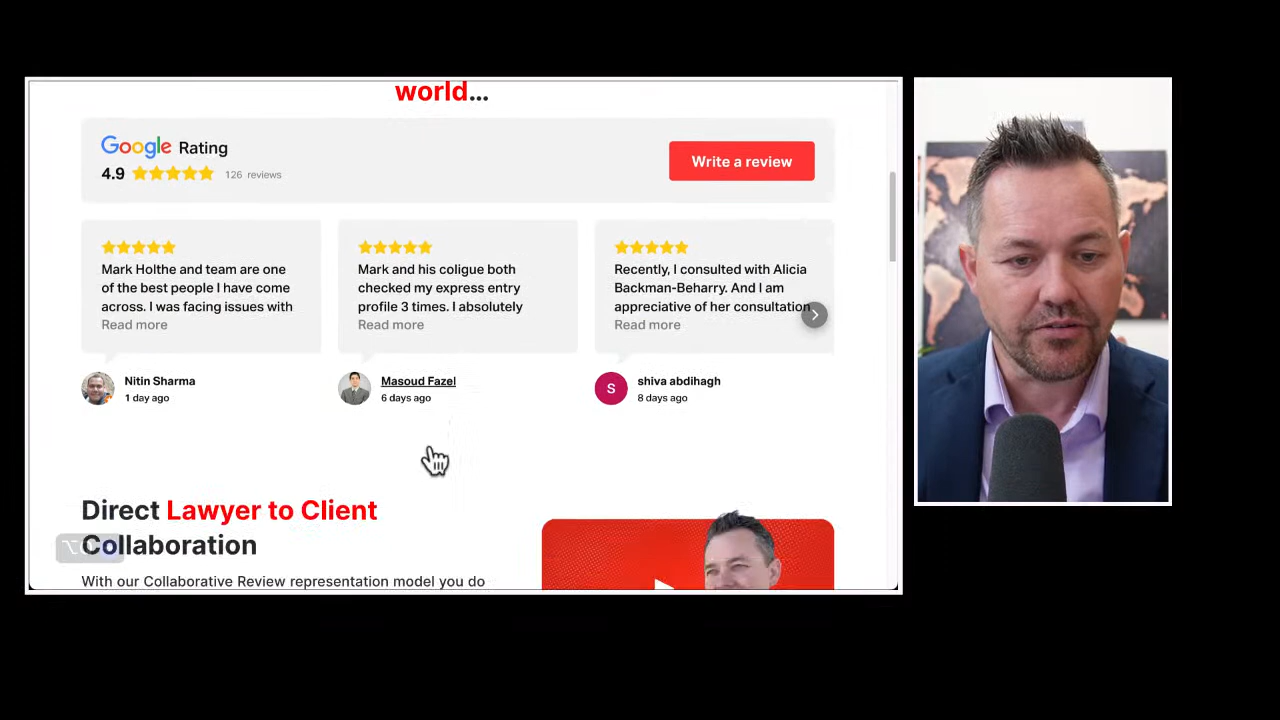 world...
Google Rating
4.9 126 reviews
Write a review
Mark Holthe and team are one
of the best people I have come
across. I was facing issues with
Read more
Nitin Sharma
1 day ago
Mark and his coligue both
checked my express entry
profile 3 times. I absolutely
Read more
Masoud Fazel
6 days ago
Recently, I consulted with Alicia
Backman-Beharry. And I am
appreciative of her consultation
Read more
S
shiva abdihagh
8 days ago
Direct Lawyer to Client
Collaboration
With our Collaborative Review representation model you do